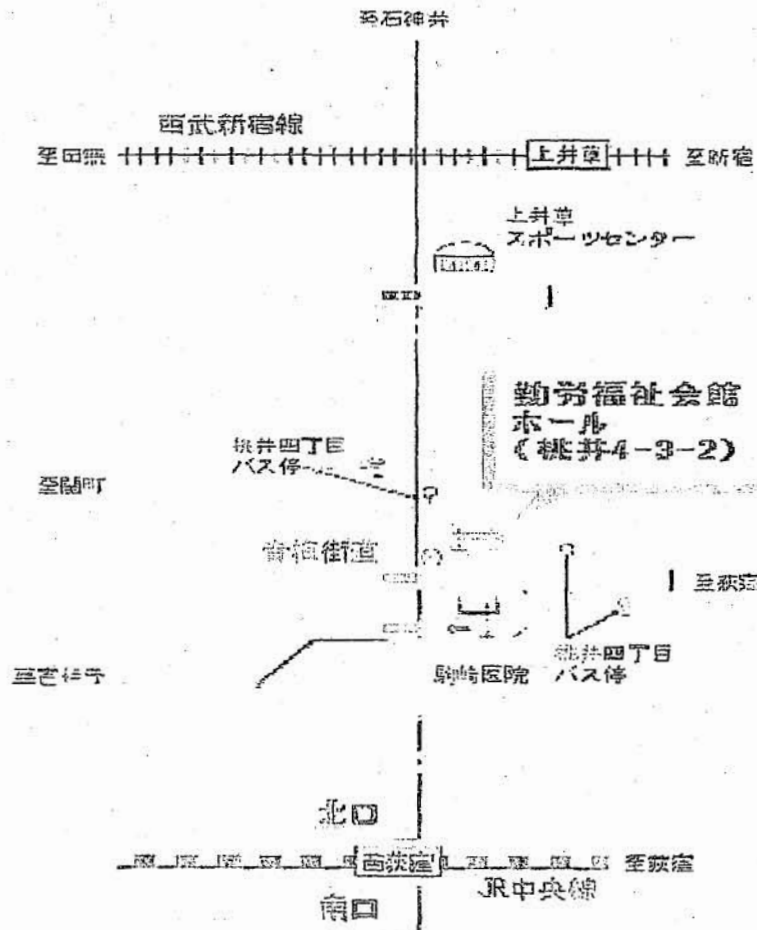 至石神井
西武新宿線
至田無
上井草
至新宿
上井草
スポーツセンター
勤労福祉会館
ホール
(桃井4-3-2)
桃井四丁目
バス停
至関町
青梅街道
至荻窪
至吉祥寺
駒崎医院
桃井四丁目
バス停
北口
西荻窪
至荻窪
JR中央線
南口